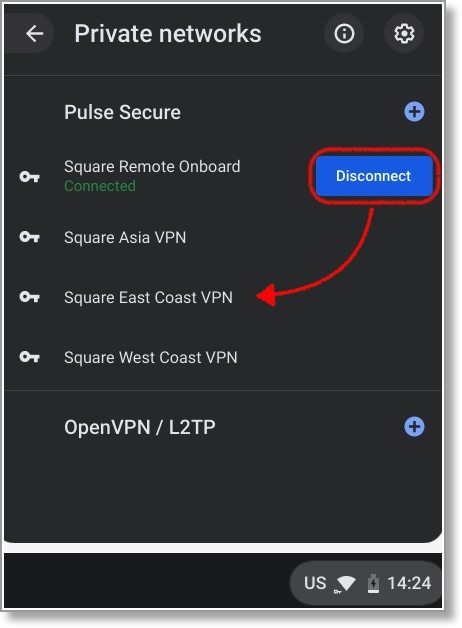 Private networks
Pulse Secure
Square Remote Onboard
Connected
Disconnect
Square Asia VPN
Square East Coast VPN
Square West Coast VPN
OpenVPN / L2TP
US 14:24